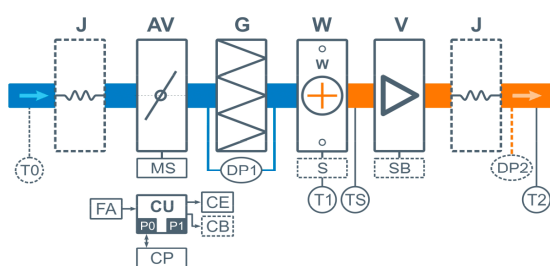 J AV G W V J
w
T0 MS DP1 S SB DP2
T1 TS T2
FA CU CE
P0 P1 CB
CP